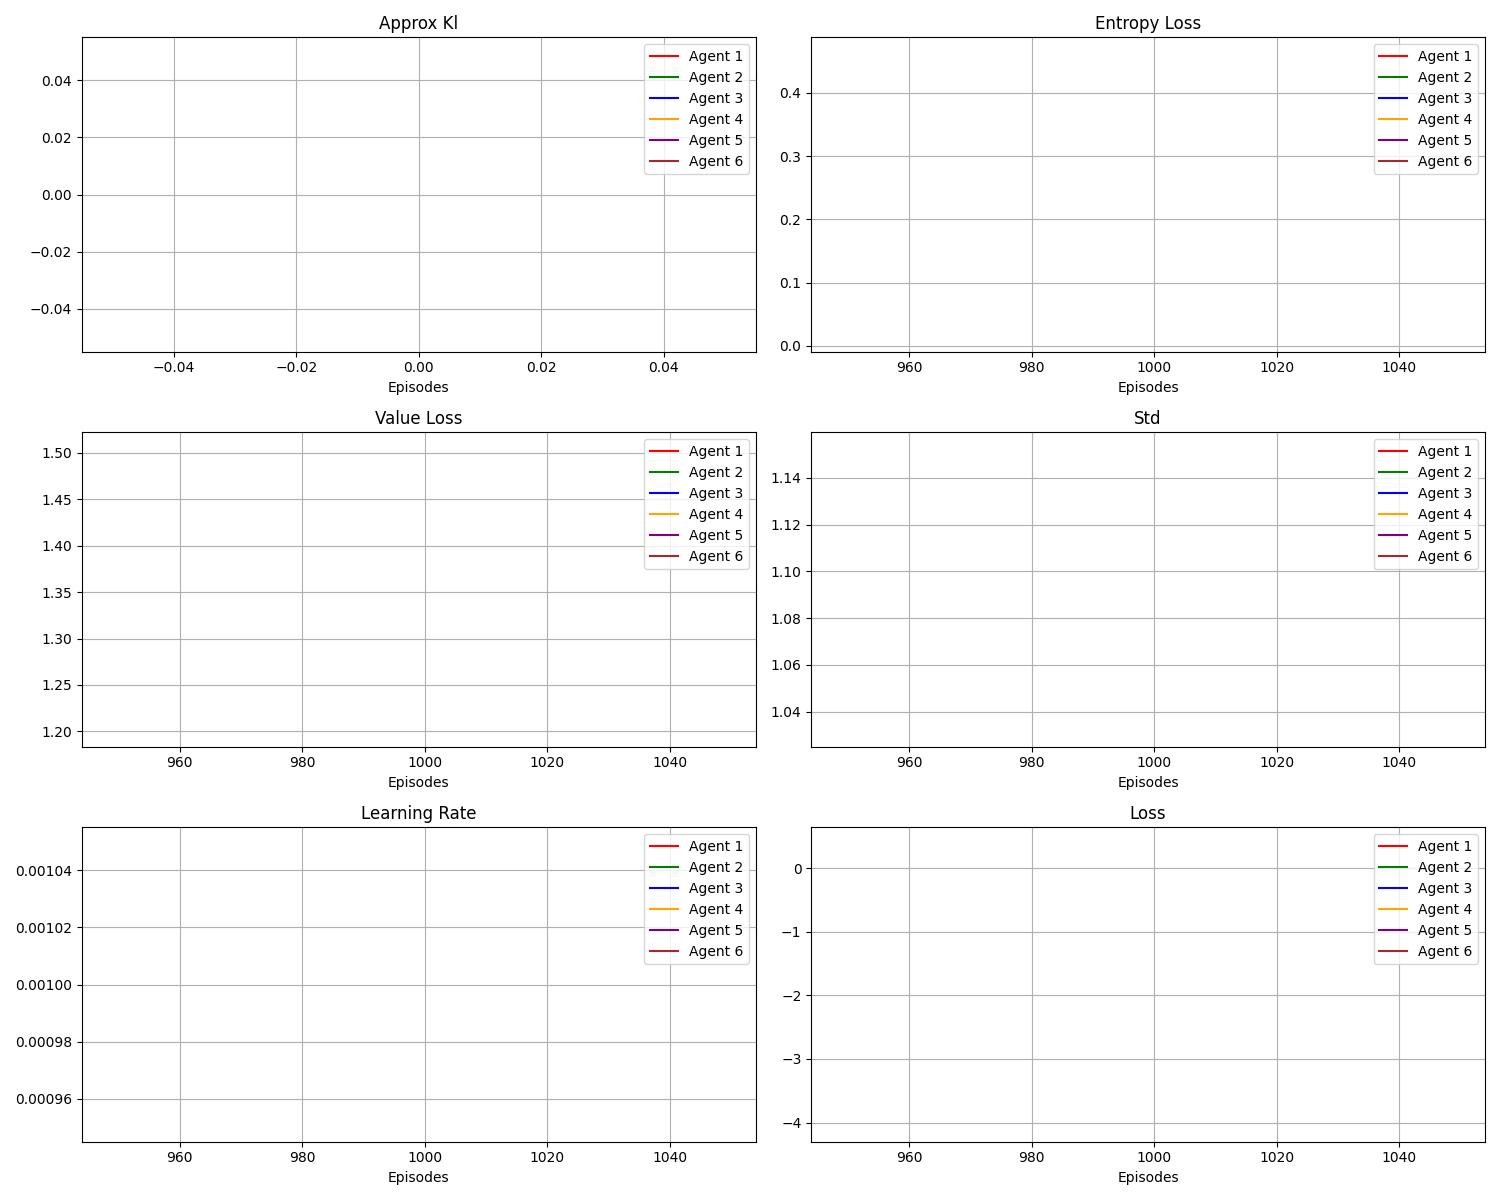 Approx Kl
0.04
0.02
0.00
−0.02
−0.04
−0.04 −0.02 0.00 0.02 0.04
Episodes
Agent 1
Agent 2
Agent 3
Agent 4
Agent 5
Agent 6
Entropy Loss
0.4
0.3
0.2
0.1
0.0
960 980 1000 1020 1040
Episodes
Agent 1
Agent 2
Agent 3
Agent 4
Agent 5
Agent 6
Value Loss
1.50
1.45
1.40
1.35
1.30
1.25
1.20
960 980 1000 1020 1040
Episodes
Agent 1
Agent 2
Agent 3
Agent 4
Agent 5
Agent 6
Std
1.14
1.12
1.10
1.08
1.06
1.04
960 980 1000 1020 1040
Episodes
Agent 1
Agent 2
Agent 3
Agent 4
Agent 5
Agent 6
Learning Rate
0.00104
0.00102
0.00100
0.00098
0.00096
960 980 1000 1020 1040
Episodes
Agent 1
Agent 2
Agent 3
Agent 4
Agent 5
Agent 6
Loss
0
−1
−2
−3
−4
960 980 1000 1020 1040
Episodes
Agent 1
Agent 2
Agent 3
Agent 4
Agent 5
Agent 6